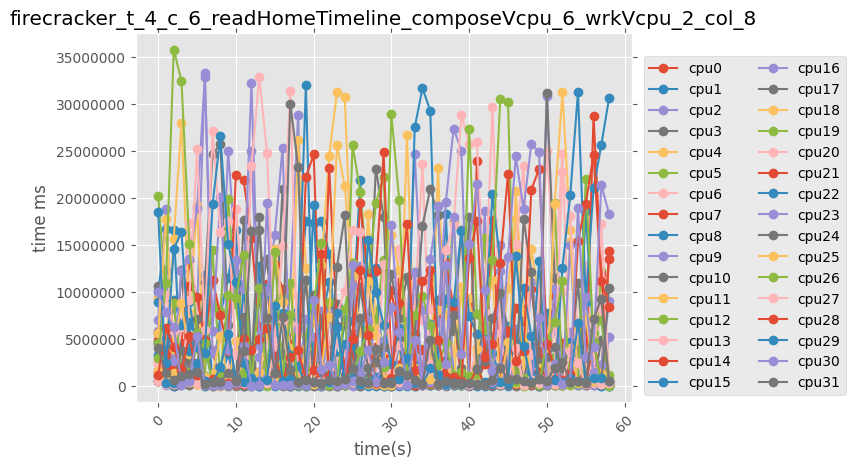 firecracker_t_4_c_6_readHomeTimeline_composeVcpu_6_wrkVcpu_2_col_8
35000000
30000000
25000000
20000000
15000000
10000000
5000000
0
time ms
0 10 20 30 40 50 60
time(s)
cpu0 cpu16
cpu1 cpu17
cpu2 cpu18
cpu3 cpu19
cpu4 cpu20
cpu5 cpu21
cpu6 cpu22
cpu7 cpu23
cpu8 cpu24
cpu9 cpu25
cpu10 cpu26
cpu11 cpu27
cpu12 cpu28
cpu13 cpu29
cpu14 cpu30
cpu15 cpu31